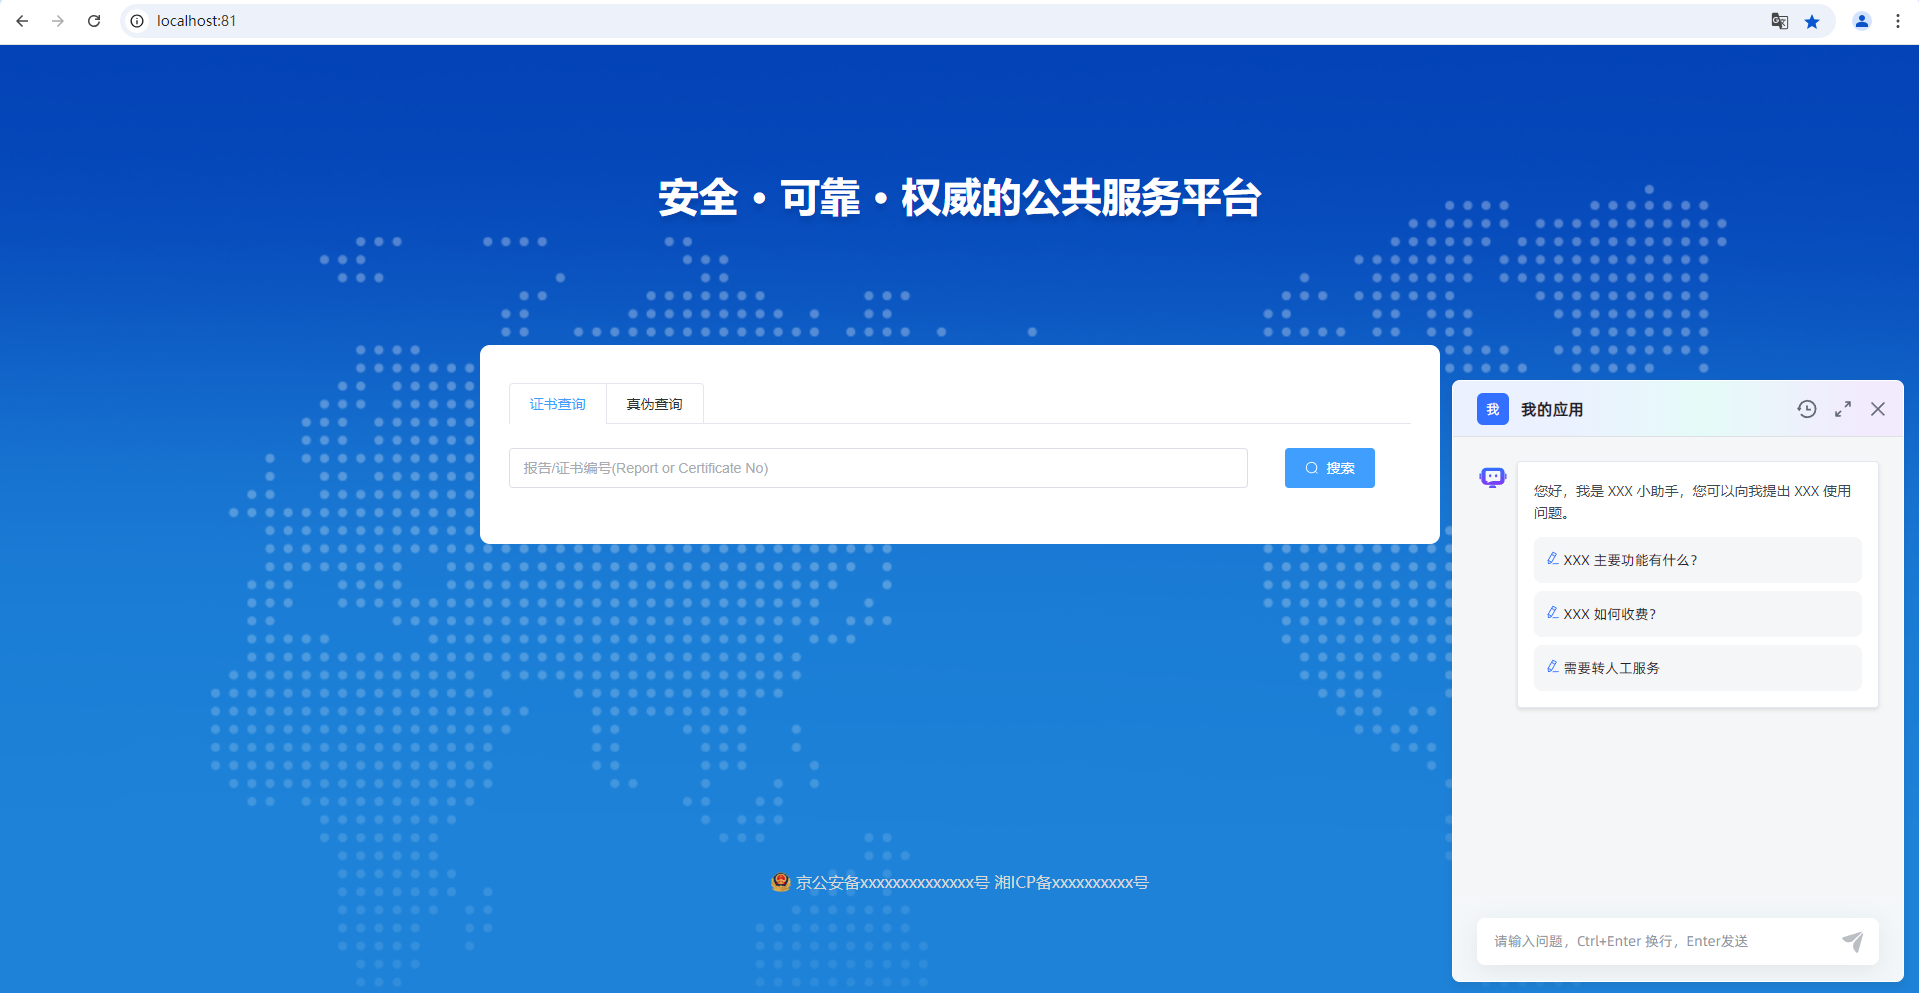 localhost:81
安全·可靠·权威的公共服务平台
证书查询
真伪查询
报告/证书编号(Report or Certificate No)
搜索
京公安备xxxxxxxxxxxxxx号 湘ICP备xxxxxxxxxx号
我
我的应用
您好，我是 XXX 小助手，您可以向我提出 XXX 使用
问题。
XXX 主要功能有什么？
XXX 如何收费？
需要转人工服务
请输入问题，Ctrl+Enter 换行，Enter发送